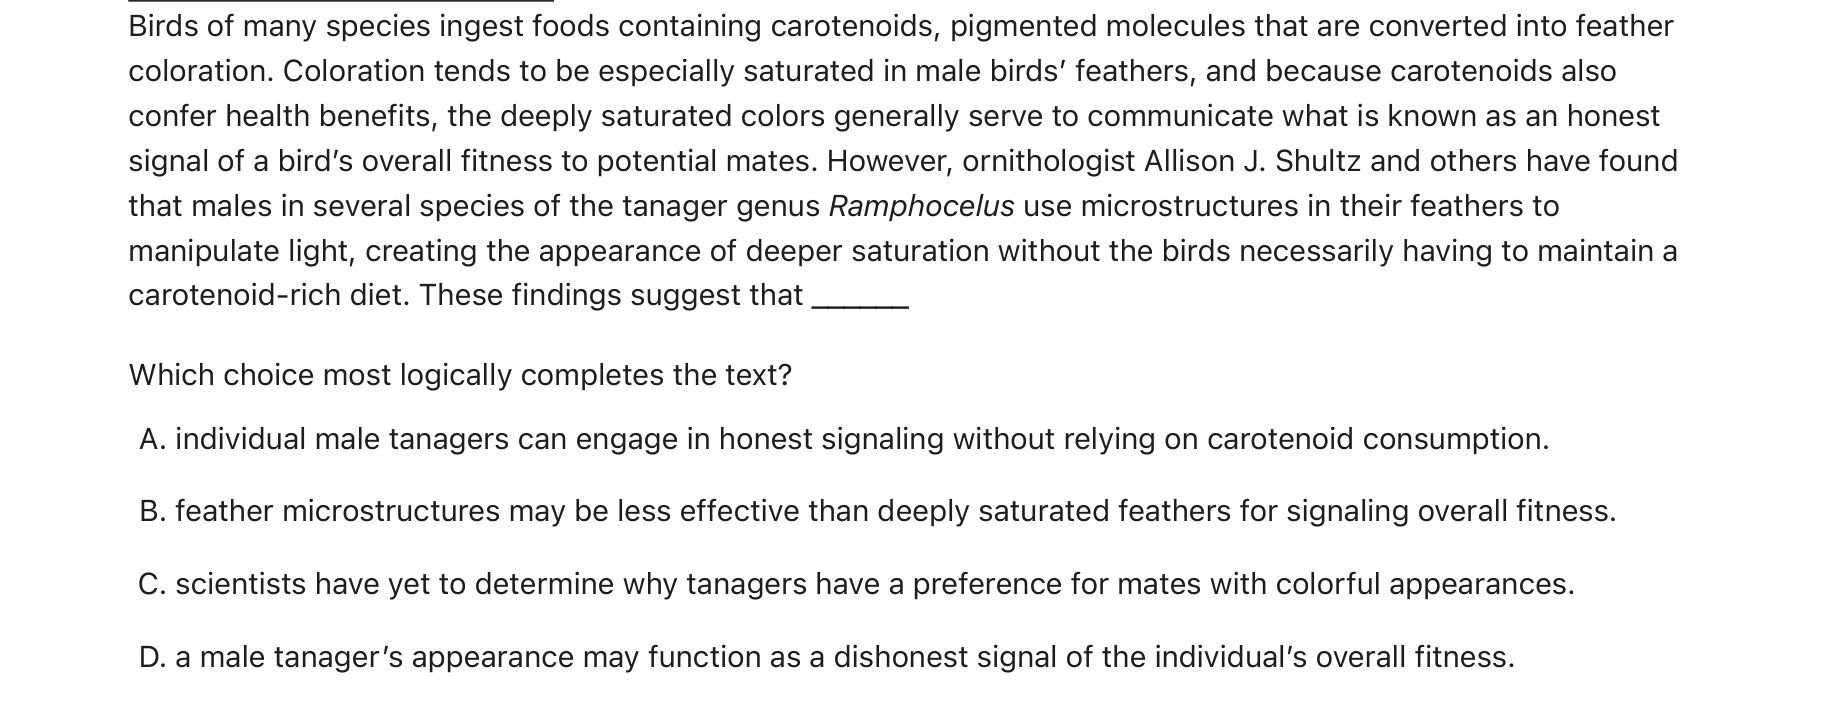 Birds of many species ingest foods containing carotenoids, pigmented molecules that are converted into feather
coloration. Coloration tends to be especially saturated in male birds’ feathers, and because carotenoids also
confer health benefits, the deeply saturated colors generally serve to communicate what is known as an honest
signal of a bird’s overall fitness to potential mates. However, ornithologist Allison J. Shultz and others have found
that males in several species of the tanager genus Ramphocelus use microstructures in their feathers to
manipulate light, creating the appearance of deeper saturation without the birds necessarily having to maintain a
carotenoid-rich diet. These findings suggest that ______
Which choice most logically completes the text?
A. individual male tanagers can engage in honest signaling without relying on carotenoid consumption.
B. feather microstructures may be less effective than deeply saturated feathers for signaling overall fitness.
C. scientists have yet to determine why tanagers have a preference for mates with colorful appearances.
D. a male tanager’s appearance may function as a dishonest signal of the individual’s overall fitness.